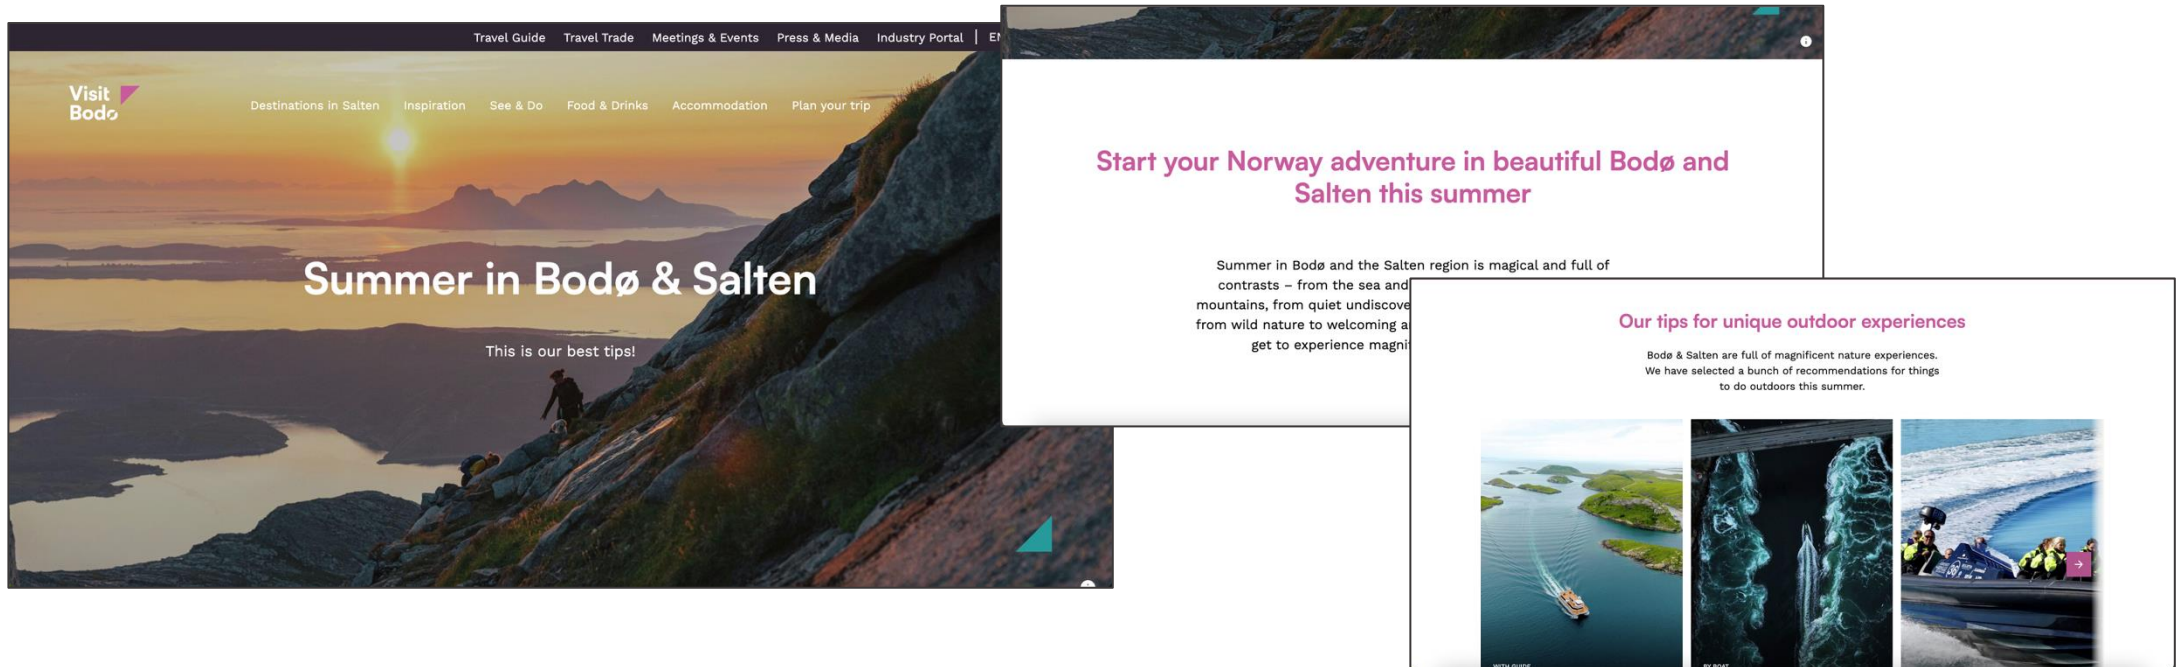 Travel Guide Travel Trade Meetings & Events Press & Media Industry Portal
Visit
Bodø
Destinations in Salten Inspiration See & Do Food & Drinks Accommodation Plan your trip
Summer in Bodø & Salten
This is our best tips!
Start your Norway adventure in beautiful Bodø and
Salten this summer
Summer in Bodø and the Salten region is magical and full of
contrasts – from the sea and
mountains, from quiet
from wild nature to welcoming
get to experience
Our tips for unique outdoor experiences
Bodø & Salten are full of magnificent nature experiences.
We have selected a bunch of recommendations for things
to do outdoors this summer.
WITH GUIDE
BY BOAT